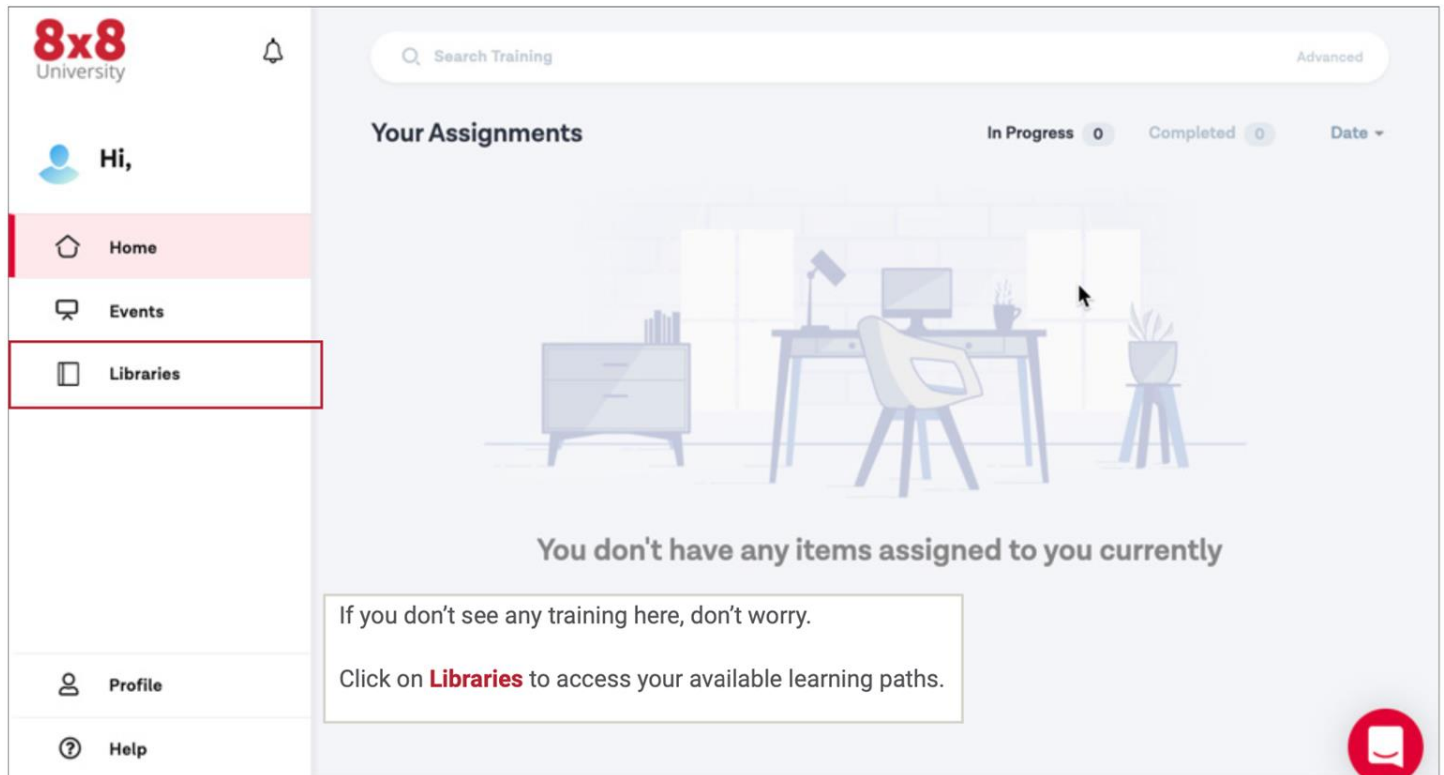 8x8
University
Search Training
Advanced
Your Assignments
In Progress 0
Completed 0
Date
Hi,
Home
Events
Libraries
You don't have any items assigned to you currently
If you don’t see any training here, don’t worry.
Click on Libraries to access your available learning paths.
Profile
Help